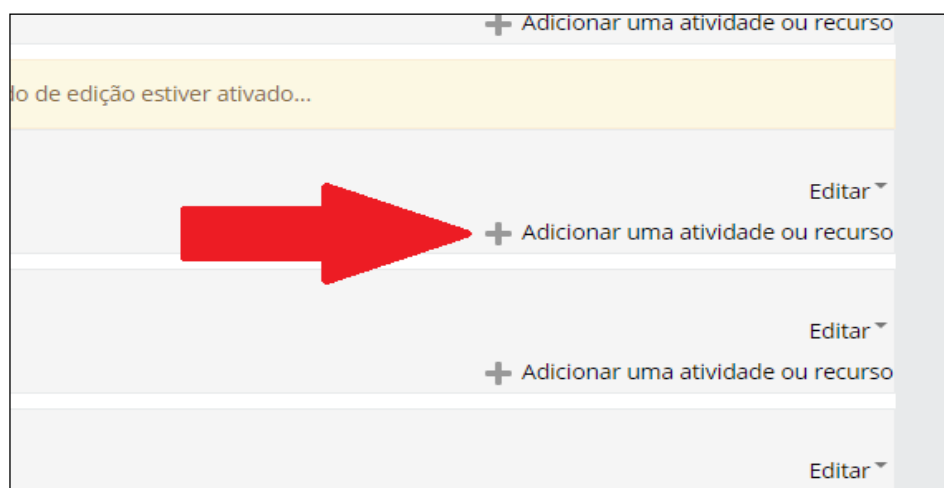 Adicionar uma atividade ou recurso
do de edição estiver ativado...
Editar
Adicionar uma atividade ou recurso
Editar
Adicionar uma atividade ou recurso
Editar